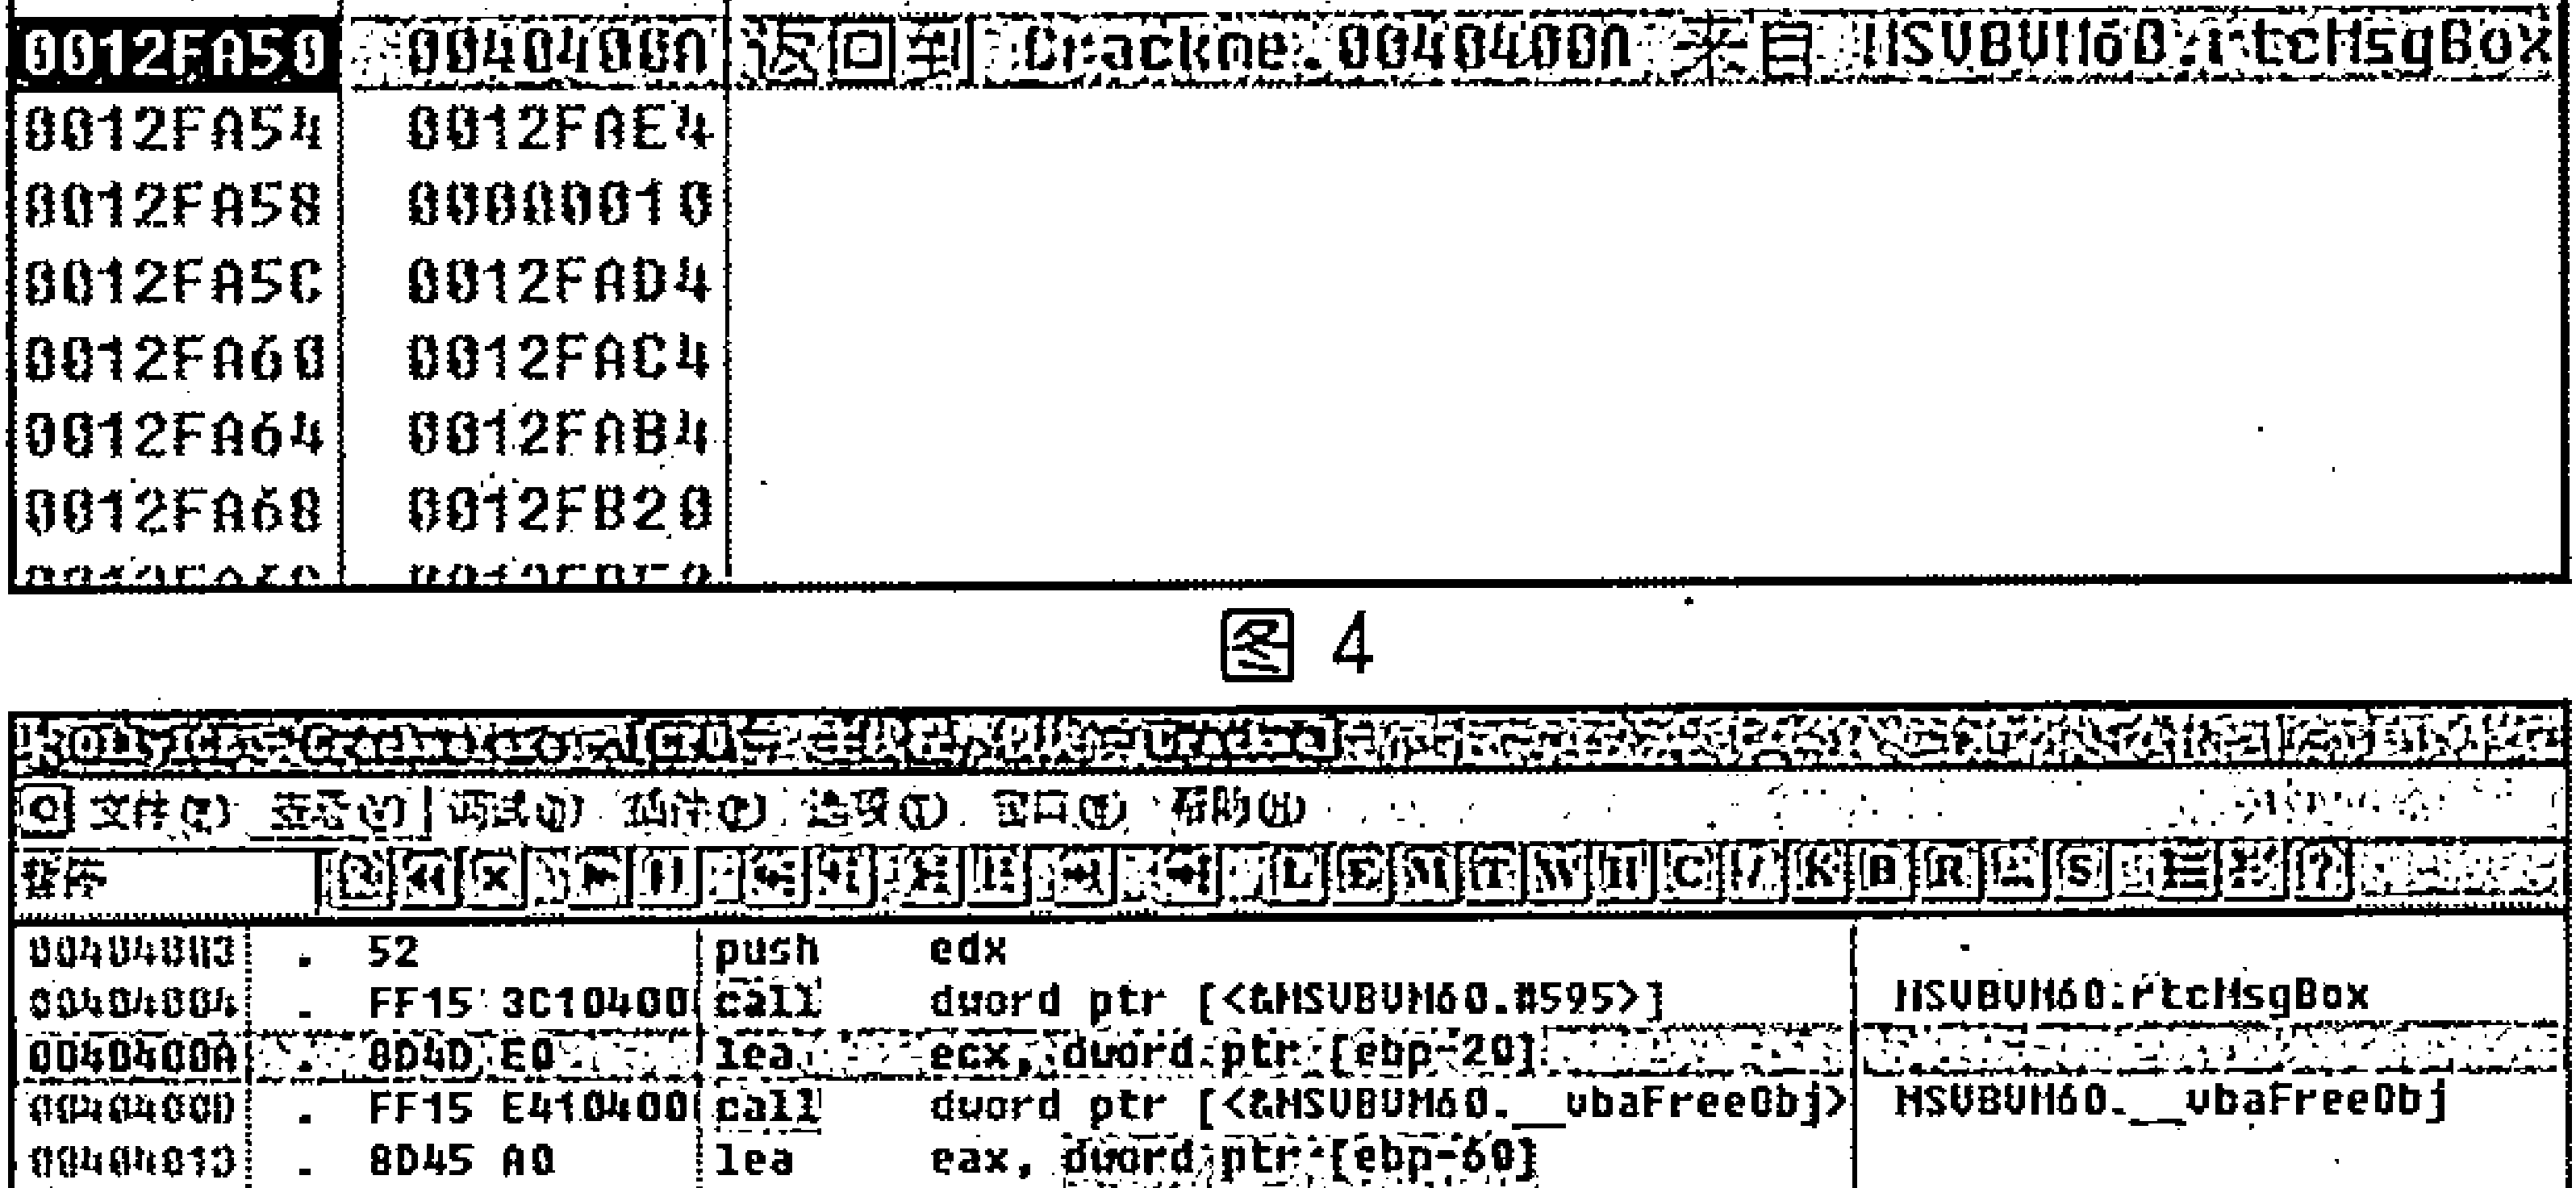 0012FA50 0040400A 返回到 Crackme.0040400A 来自 MSVBVM60.rtcMsgBox
0012FA54 0012FAE4
0012FA58 00000010
0012FA5C 0012FAD4
0012FA60 0012FAC4
0012FA64 0012FAB4
0012FA68 0012FB20
图 4
文件(F) 查看(V) 调试(D) 插件(P) 选项(T) 窗口(W) 帮助(H)
暂停 L E M T W H C / K B R ... S ?
00404003 . 52 push edx
00404004 . FF15 3C104000 call dword ptr [<&MSVBVM60.#595>] MSVBVM60.rtcMsgBox
0040400A . 8D4D E0 lea ecx, dword ptr [ebp-20]
0040400D . FF15 E4104000 call dword ptr [<&MSVBVM60.__vbaFreeObj> MSVBVM60.__vbaFreeObj
00404013 . 8D45 A0 lea eax, dword ptr [ebp-60]